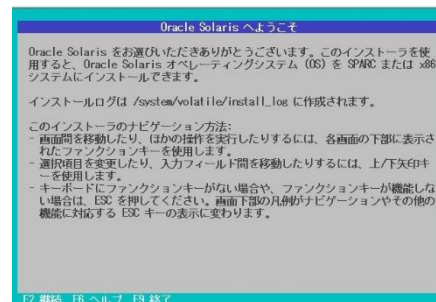 Oracle Solaris へようこそ
Oracle Solaris をお選びいただきありがとうございます。このインストーラを使
用すると、Oracle Solaris オペレーティングシステム (OS) を SPARC または x86
システムにインストールできます。
インストールログは /system/volatile/install_log に作成されます。
このインストーラのナビゲーション方法:
- 画面間を移動したり、ほかの操作を実行したりするには、各画面の下部に表示さ
れたファンクションキーを使用します。
- 選択項目を変更したり、入力フィールド間を移動したりするには、上/下矢印キ
ーを使用します。
- キーボードにファンクションキーがない場合や、ファンクションキーが機能しな
い場合は、ESC を押してください。画面下部の凡例がナビゲーションやその他の
機能に対応する ESC キーの表示に変わります。
F2 継続 F6 ヘルプ F9 終了